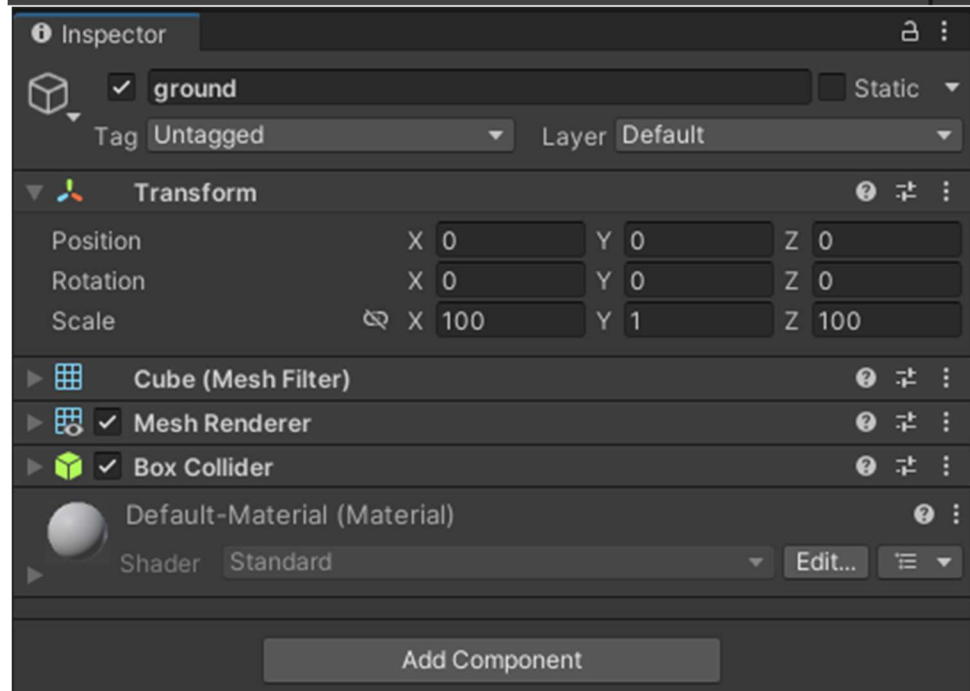 Inspector
ground Static
Tag Untagged Layer Default
Transform
Position X 0 Y 0 Z 0
Rotation X 0 Y 0 Z 0
Scale X 100 Y 1 Z 100
Cube (Mesh Filter)
Mesh Renderer
Box Collider
Default-Material (Material)
Shader Standard Edit...
Add Component